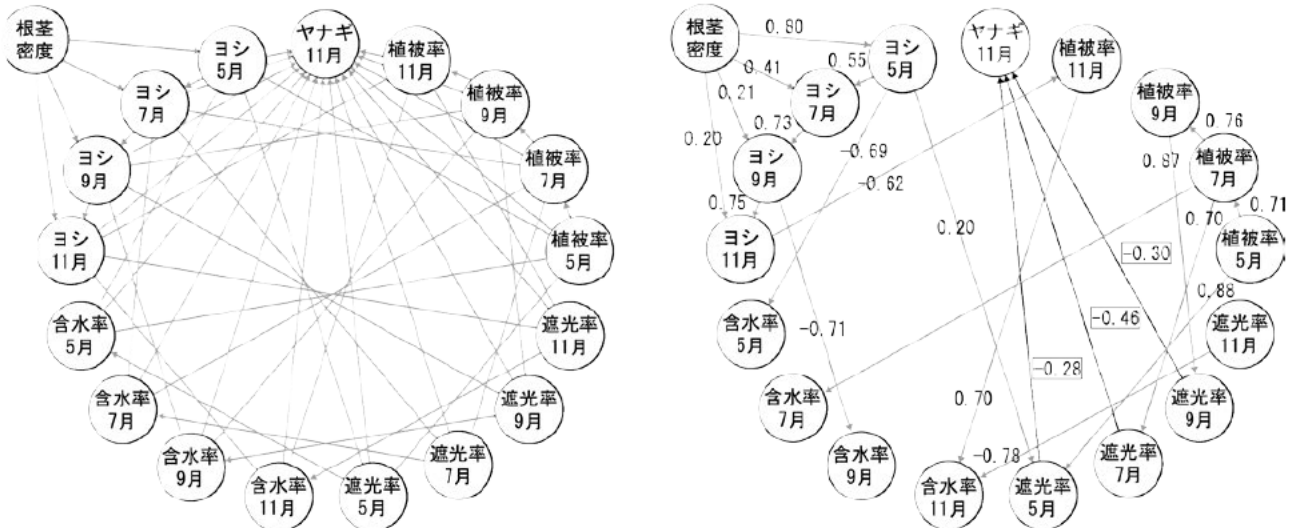 根茎
密度
ヨシ
5月
ヤナギ
11月
植被率
11月
ヨシ
7月
植被率
9月
ヨシ
9月
植被率
7月
ヨシ
11月
植被率
5月
含水率
5月
遮光率
11月
含水率
7月
遮光率
9月
含水率
9月
遮光率
7月
含水率
11月
遮光率
5月
根茎
密度
0.80
ヨシ
5月
ヤナギ
11月
植被率
11月
0.41
0.55
ヨシ
7月
植被率
9月
0.21
0.73
0.76
0.20
ヨシ
9月
-0.69
-0.62
0.87
植被率
7月
0.75
0.70
0.71
ヨシ
11月
0.20
-0.30
植被率
5月
0.88
含水率
5月
-0.71
-0.46
遮光率
11月
-0.28
含水率
7月
0.70
遮光率
9月
含水率
9月
-0.78
遮光率
7月
含水率
11月
遮光率
5月